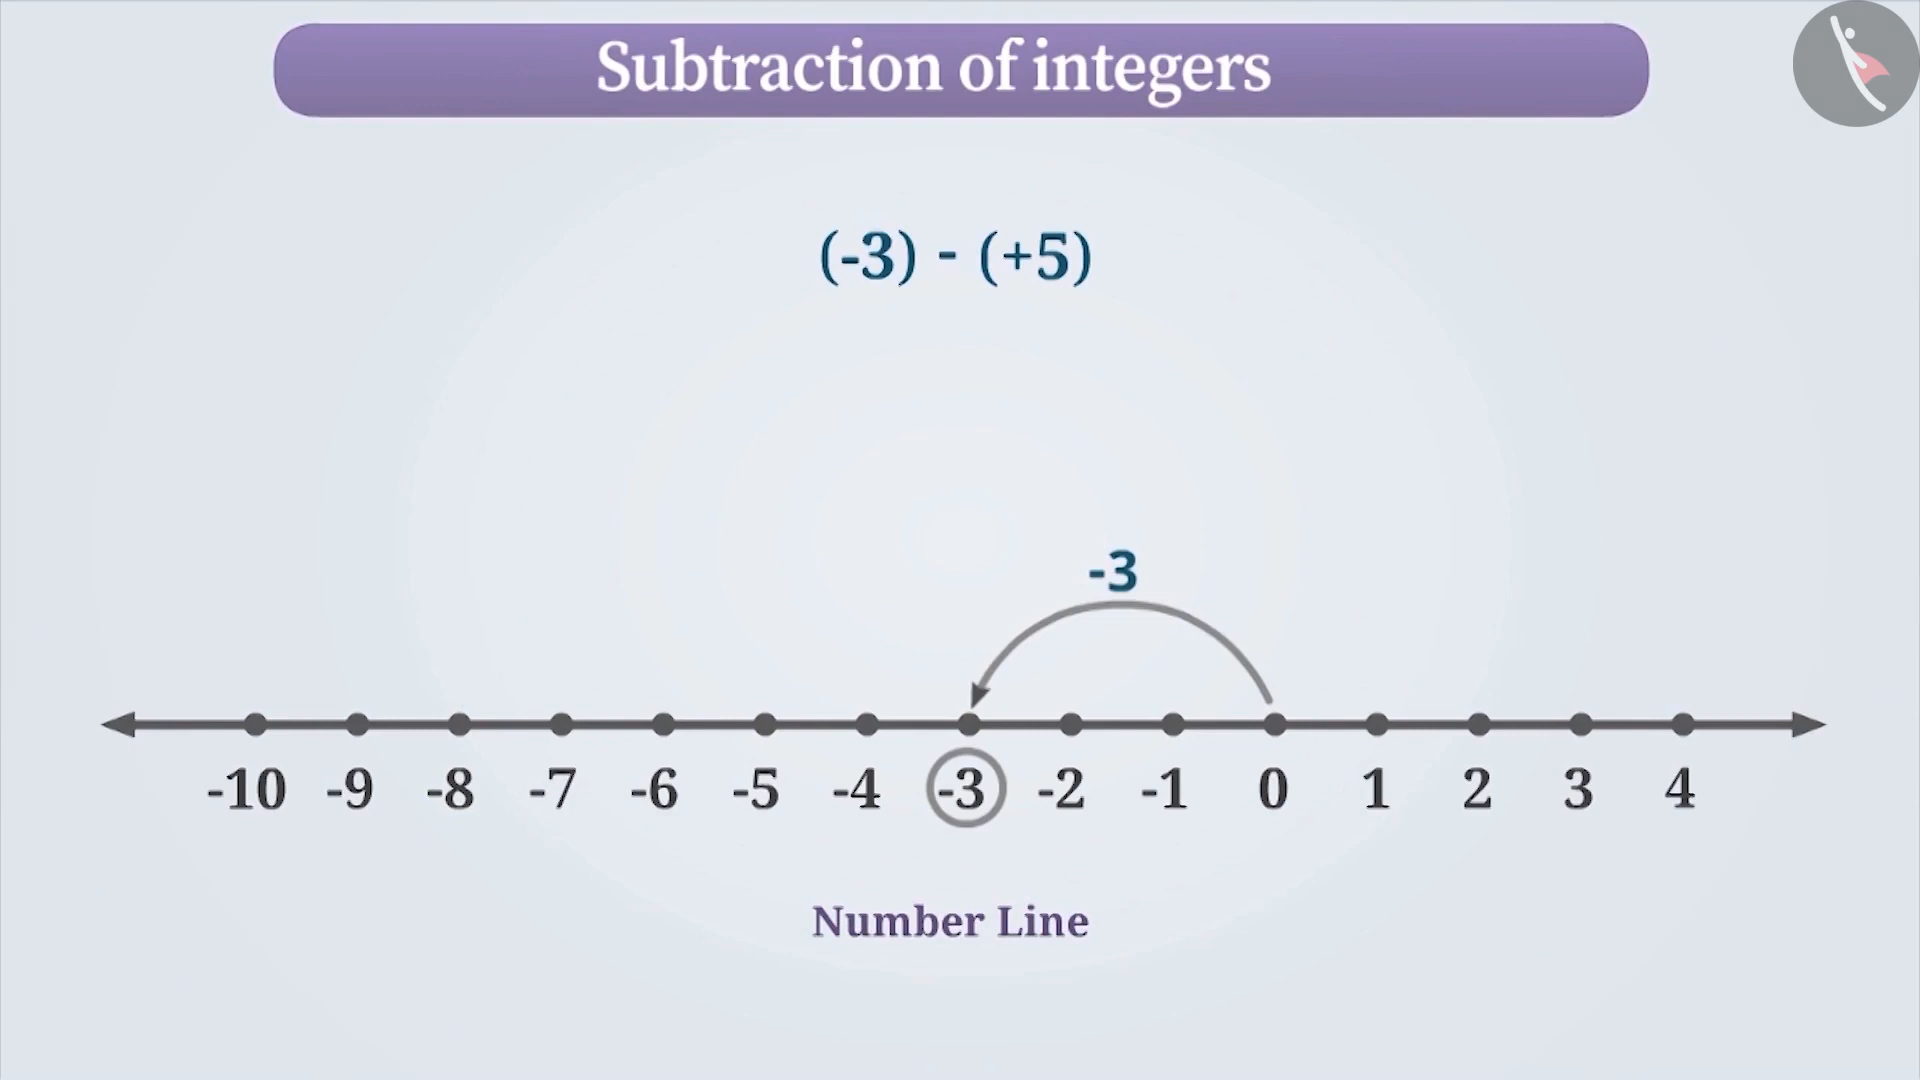 Subtraction of integers
(-3) - (+5)
-3
-10 -9 -8 -7 -6 -5 -4 -3 -2 -1 0 1 2 3 4
Number Line